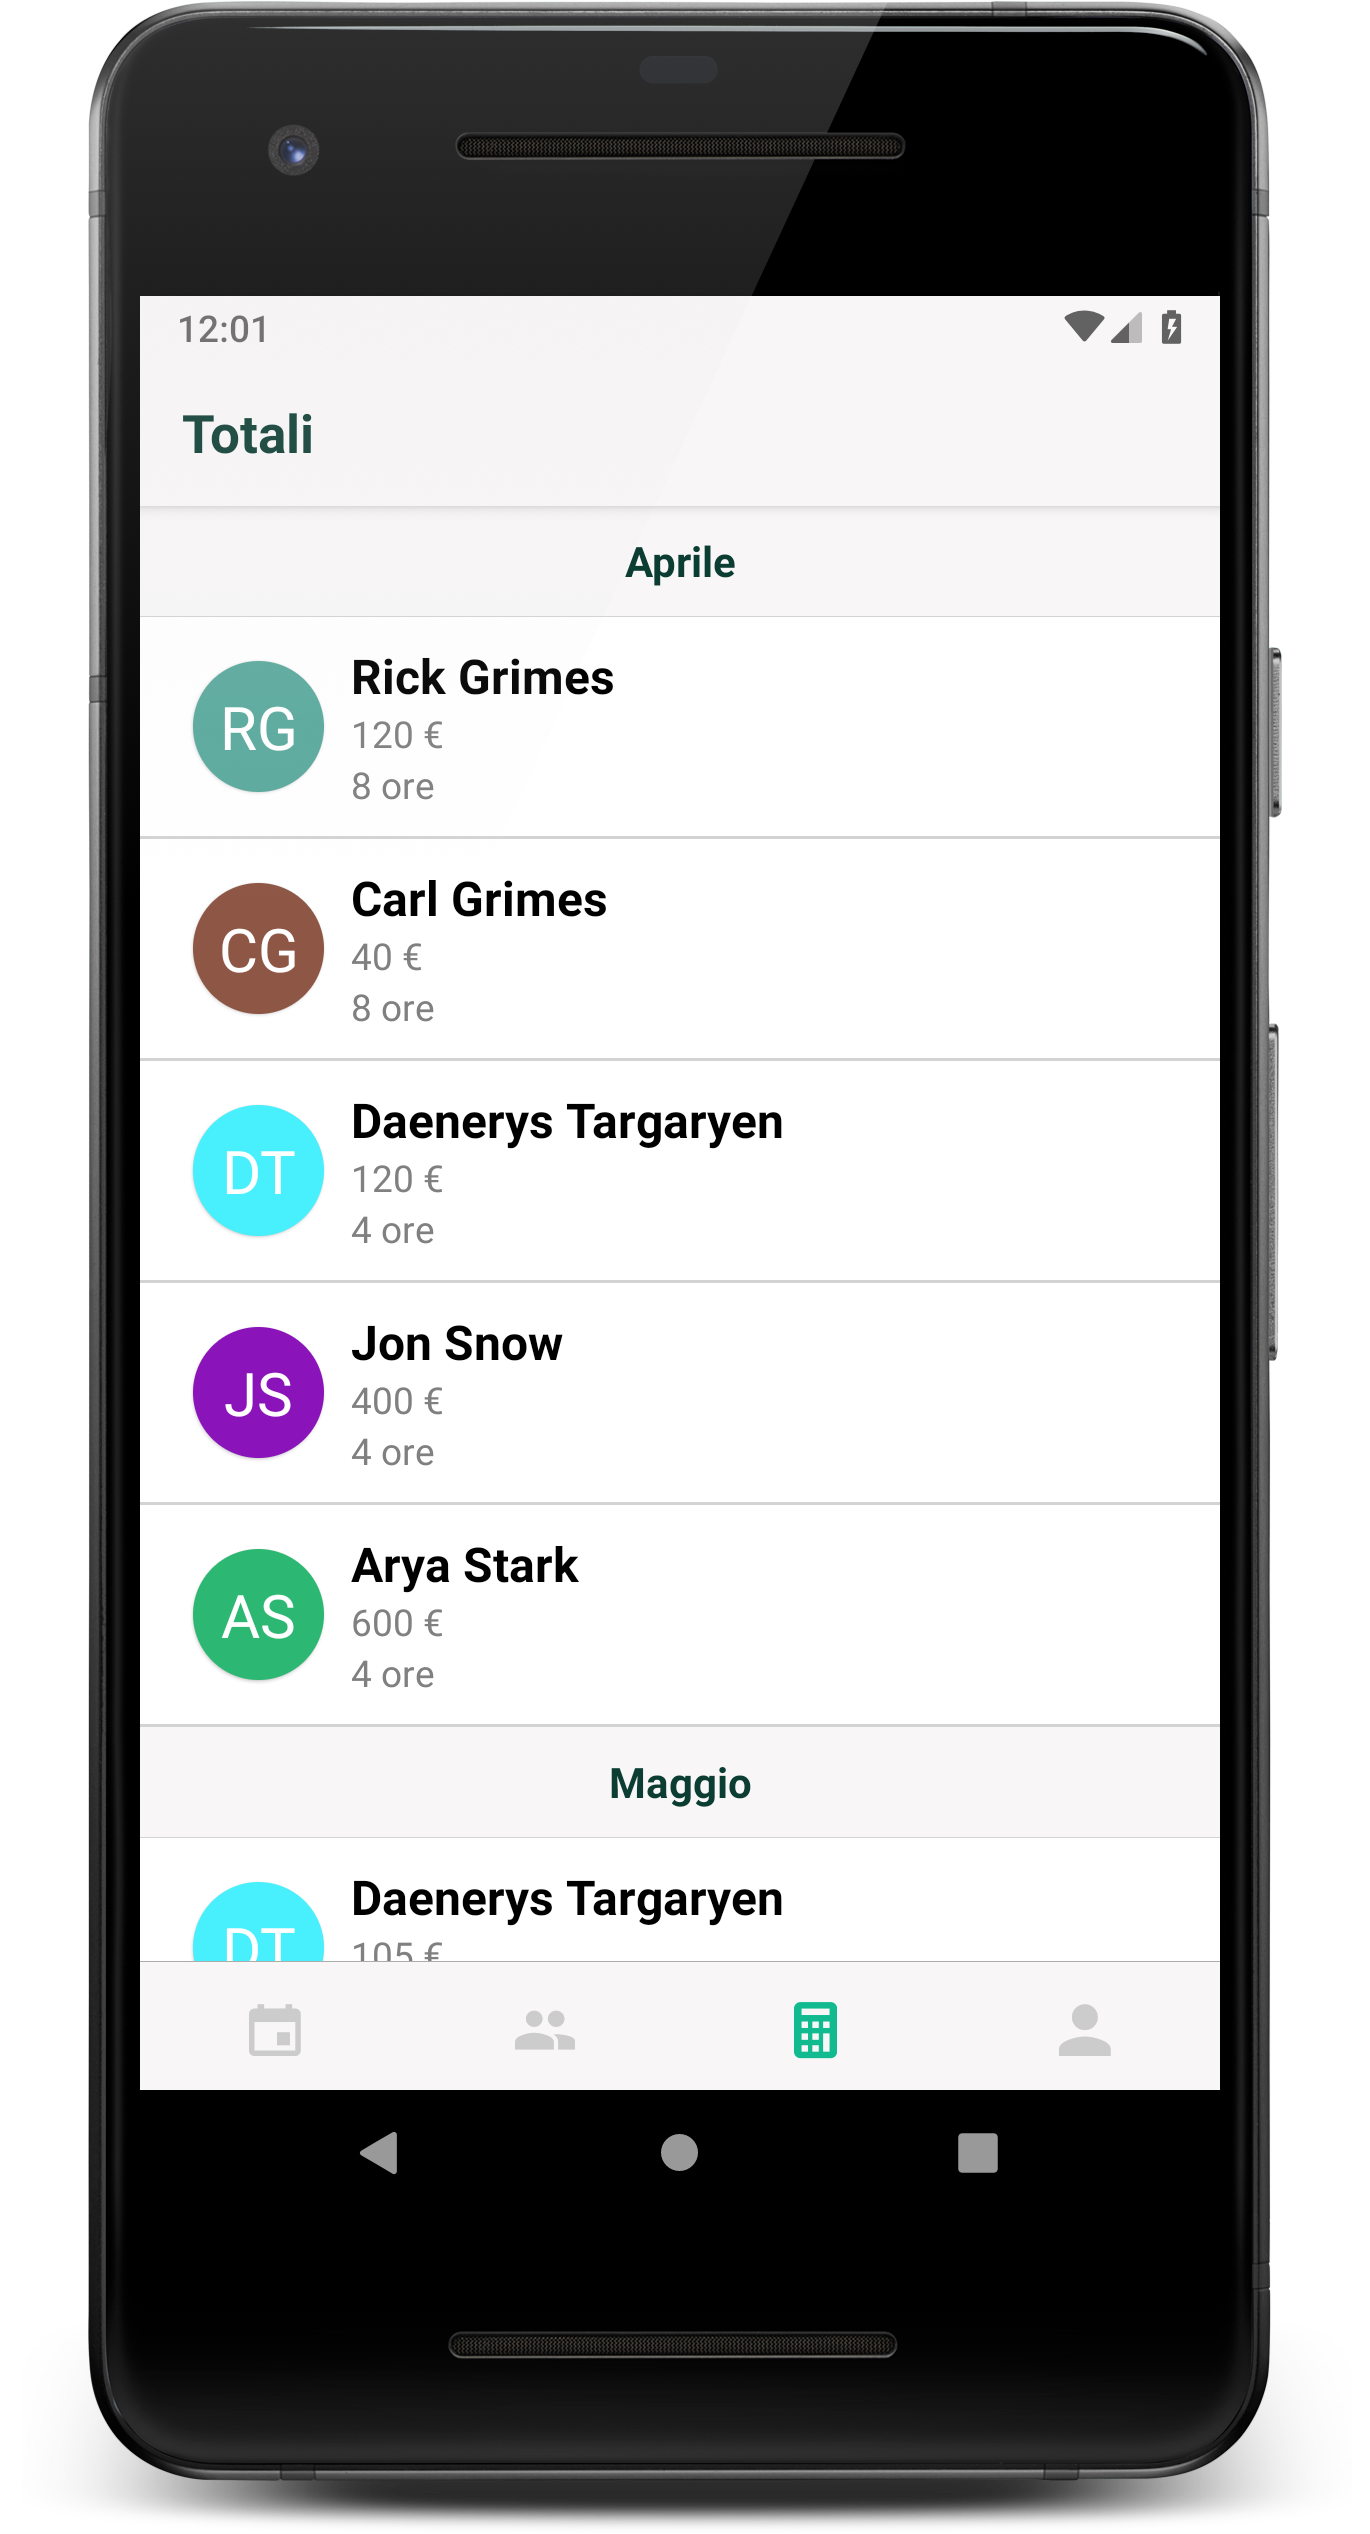 12:01
Totali
Aprile
RG
Rick Grimes
120 €
8 ore
CG
Carl Grimes
40 €
8 ore
DT
Daenerys Targaryen
120 €
4 ore
JS
Jon Snow
400 €
4 ore
AS
Arya Stark
600 €
4 ore
Maggio
DT
Daenerys Targaryen
105 €